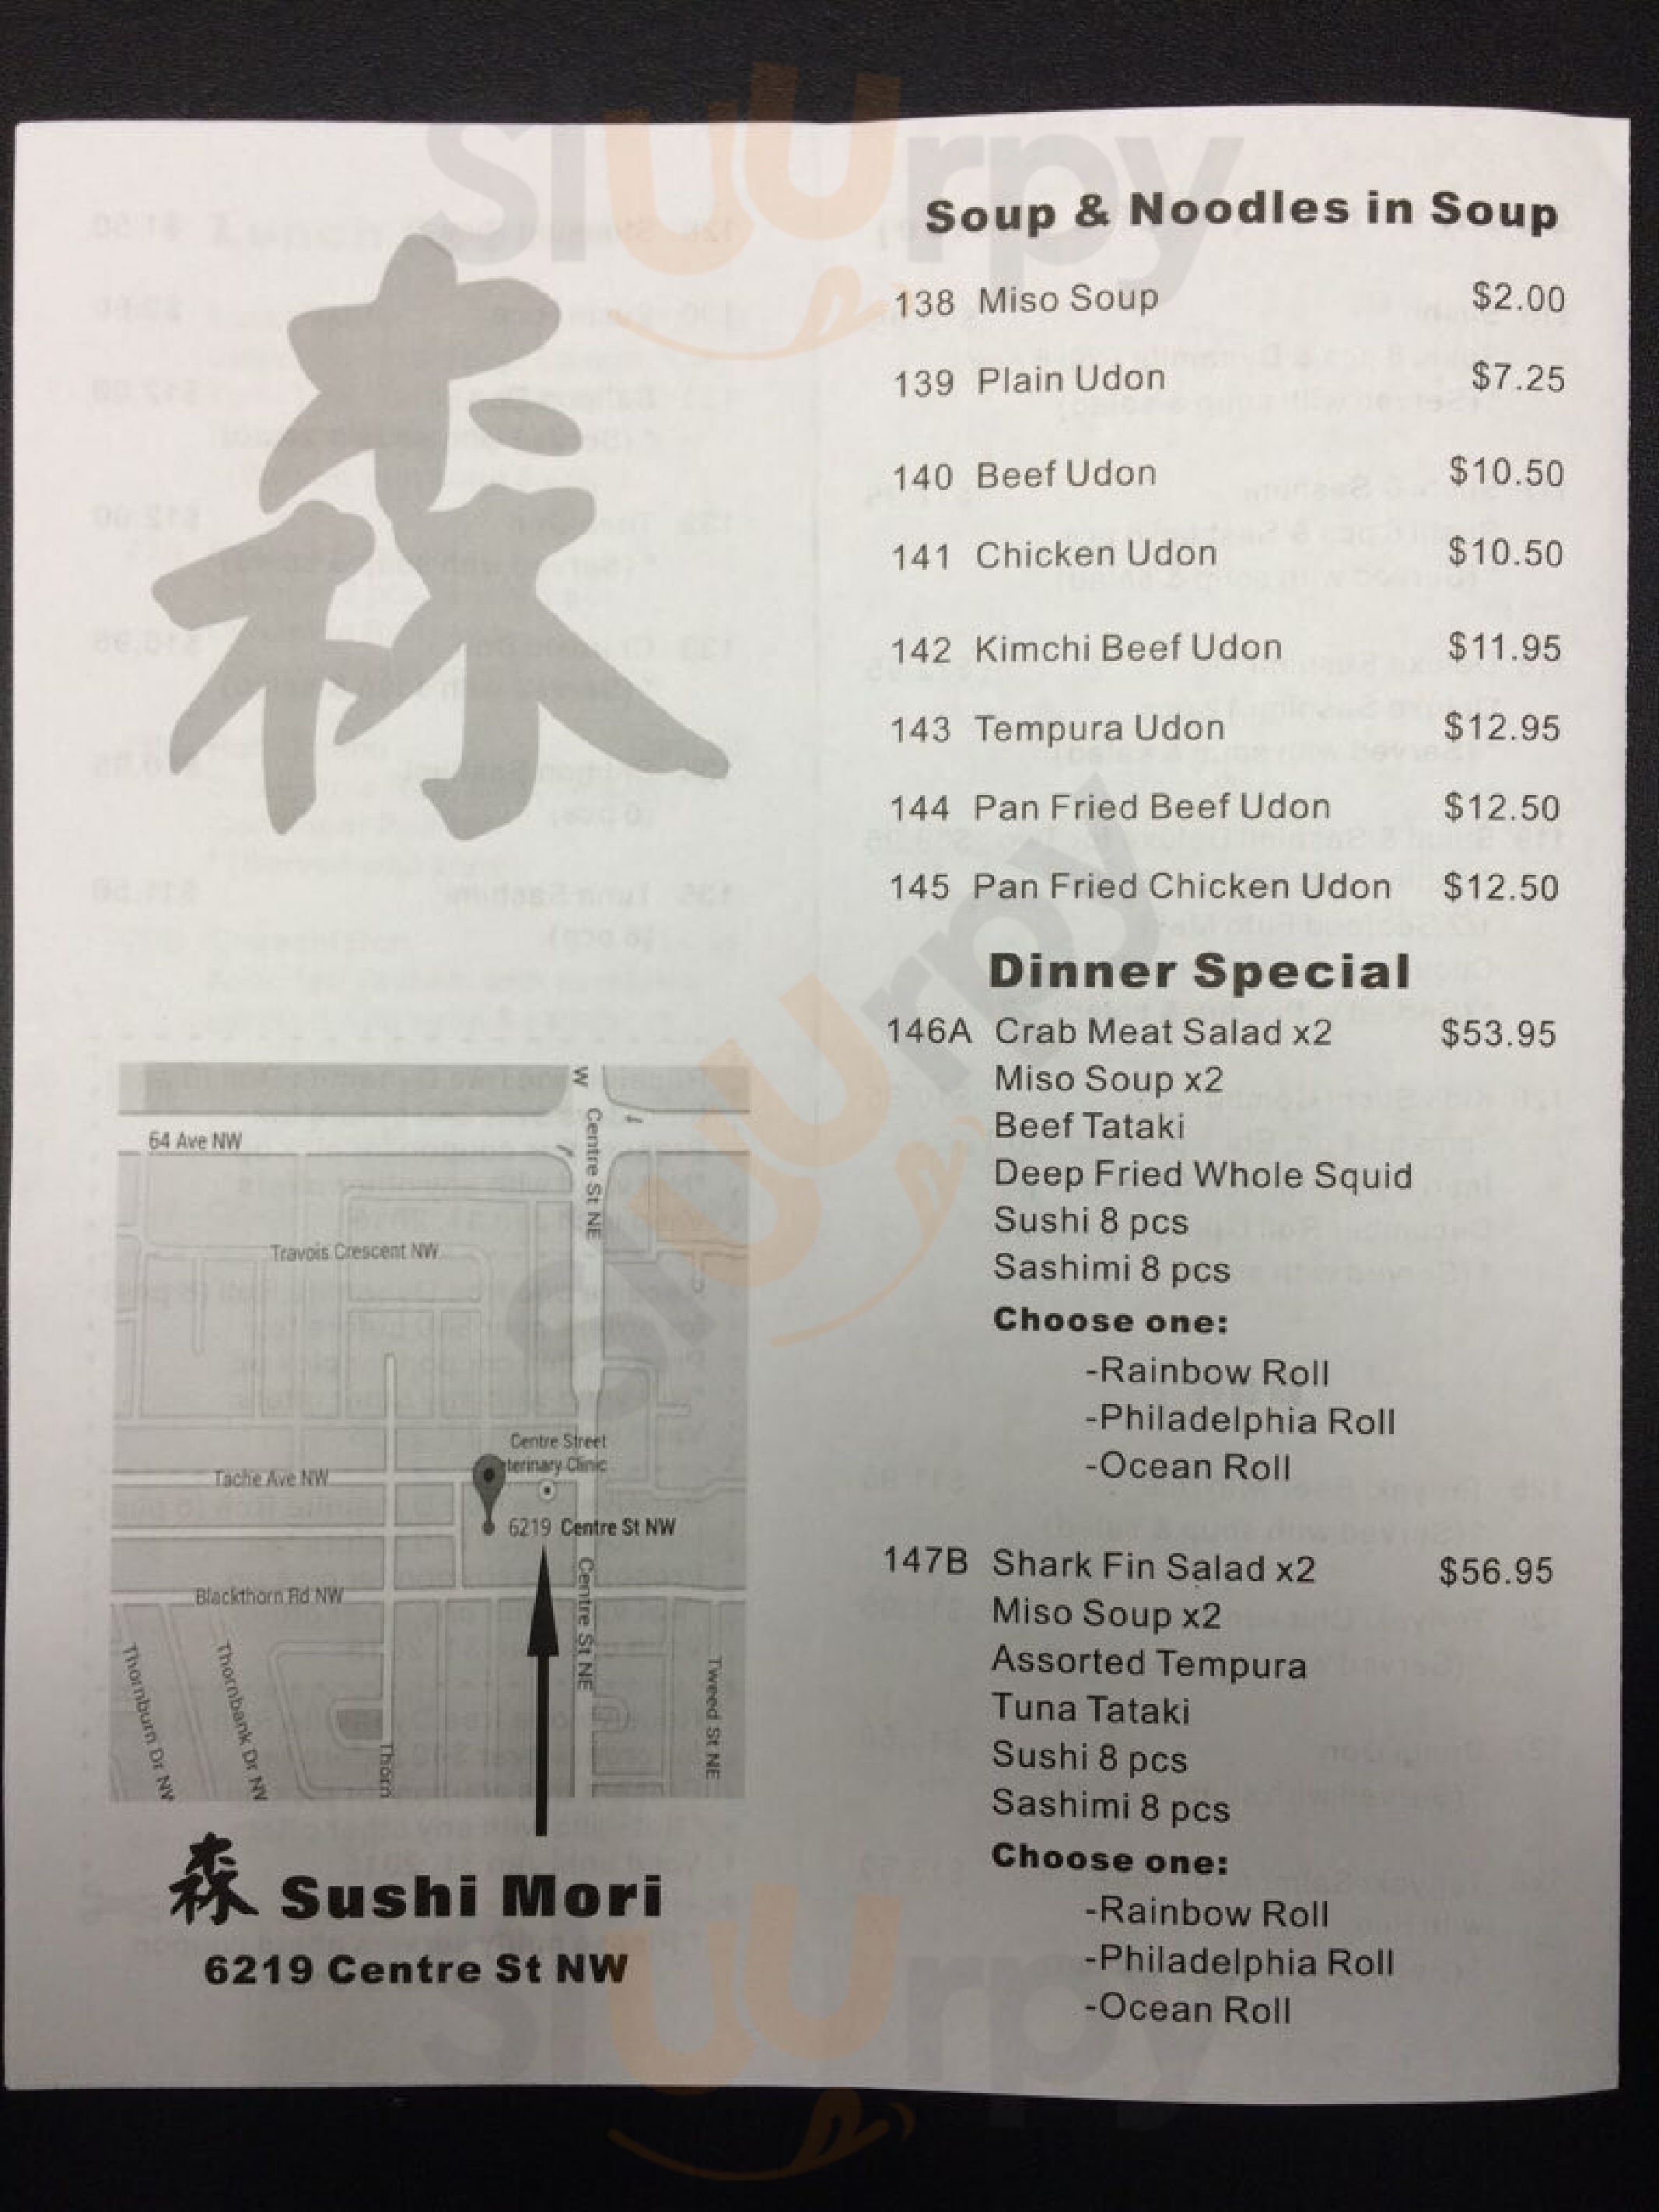 森
Soup & Noodles in Soup
138 Miso Soup $2.00
139 Plain Udon $7.25
140 Beef Udon $10.50
141 Chicken Udon $10.50
142 Kimchi Beef Udon $11.95
143 Tempura Udon $12.95
144 Pan Fried Beef Udon $12.50
145 Pan Fried Chicken Udon $12.50
Dinner Special
146A Crab Meat Salad x2 $53.95
Miso Soup x2
Beef Tataki
Deep Fried Whole Squid
Sushi 8 pcs
Sashimi 8 pcs
Choose one:
-Rainbow Roll
-Philadelphia Roll
-Ocean Roll
147B Shark Fin Salad x2 $56.95
Miso Soup x2
Assorted Tempura
Tuna Tataki
Sushi 8 pcs
Sashimi 8 pcs
Choose one:
-Rainbow Roll
-Philadelphia Roll
-Ocean Roll
64 Ave NW
W
Centre St NE
Travois Crescent NW
Centre Street
terinary Clinic
Tache Ave NW
6219 Centre St NW
Centre St NE
Blackthorn Rd NW
Thornburn Dr NW
Thornbank Dr NW
Thorn
Tweed St NE
森 Sushi Mori
6219 Centre St NW
sluurpy
sluurpy
sluurpy